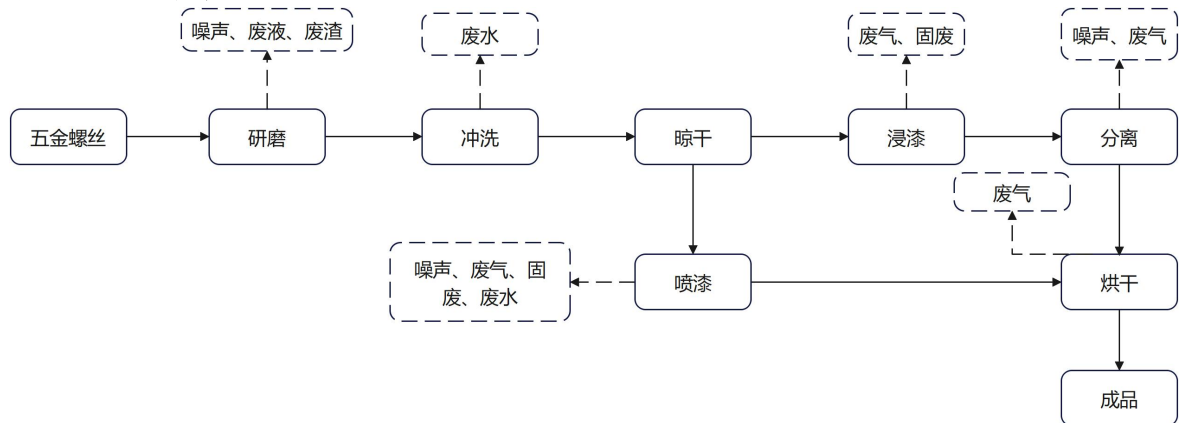 噪声、废液、废渣
废水
废气、固废
噪声、废气
五金螺丝
研磨
冲洗
晾干
浸漆
分离
废气
噪声、废气、固
废、废水
喷漆
烘干
成品